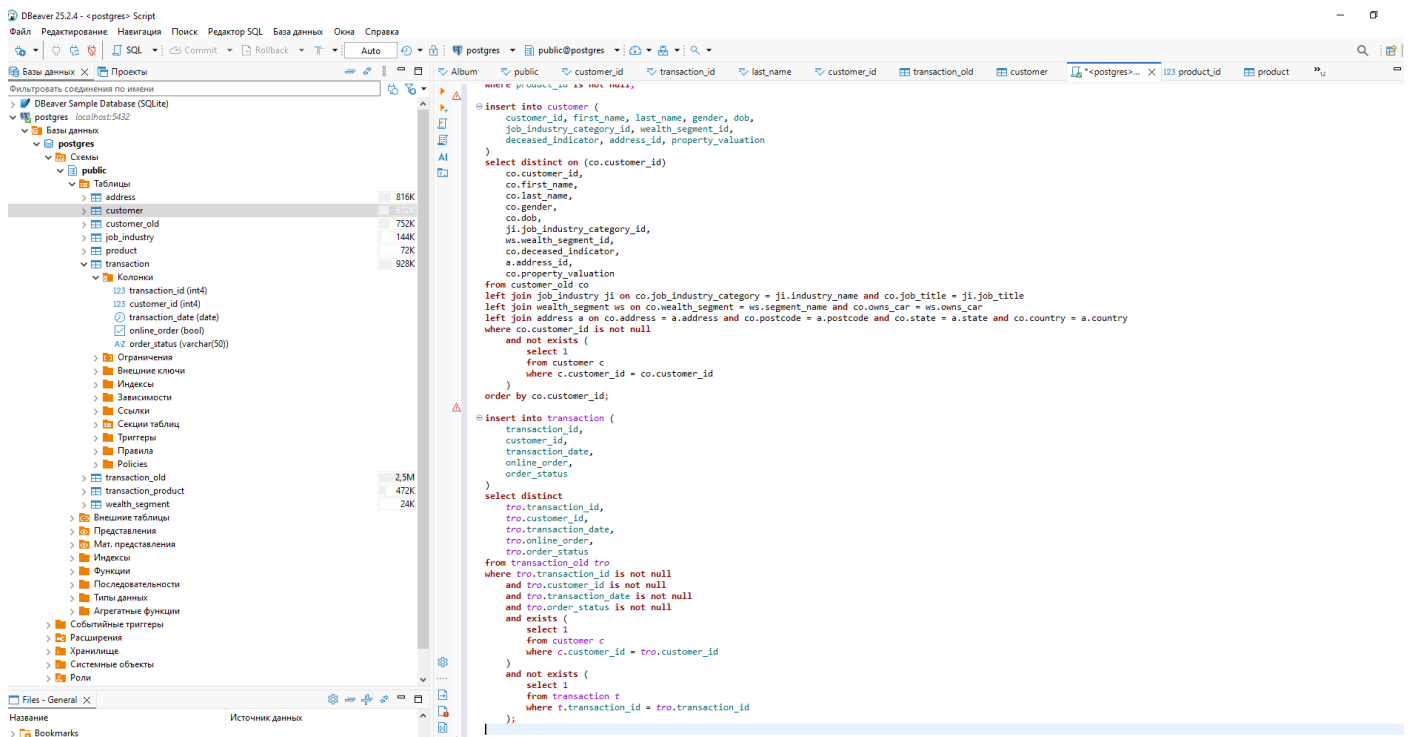 DBeaver 25.2.4 - <postgres> Script
Файл Редактирование Навигация Поиск Редактор SQL База данных Окна Справка
SQL Commit Rollback Auto postgres public@postgres
Базы данных Проекты
Album public customer_id transaction_id last_name customer_id transaction_old customer *<postgres>... 123 product_id product »12
Фильтровать соединения по имени
DBeaver Sample Database (SQLite)
postgres localhost:5432
Базы данных
postgres
Схемы
public
Таблицы
address 816K
customer
customer_old 752K
job_industry 144K
product 72K
transaction 928K
Колонки
123 transaction_id (int4)
123 customer_id (int4)
transaction_date (date)
online_order (bool)
A-Z order_status (varchar(50))
Ограничения
Внешние ключи
Индексы
Зависимости
Ссылки
Секции таблиц
Триггеры
Правила
Policies
transaction_old 2,5M
transaction_product 472K
wealth_segment 24K
Внешние таблицы
Представления
Мат. представления
Индексы
Функции
Последовательности
Типы данных
Агрегатные функции
Событийные триггеры
Расширения
Хранилище
Системные объекты
Роли
Files - General
Название Источник данных
Bookmarks
AI
where product_id is not null;
insert into customer (
customer_id, first_name, last_name, gender, dob,
job_industry_category_id, wealth_segment_id,
deceased_indicator, address_id, property_valuation
)
select distinct on (co.customer_id)
co.customer_id,
co.first_name,
co.last_name,
co.gender,
co.dob,
ji.job_industry_category_id,
ws.wealth_segment_id,
co.deceased_indicator,
a.address_id,
co.property_valuation
from customer_old co
left join job_industry ji on co.job_industry_category = ji.industry_name and co.job_title = ji.job_title
left join wealth_segment ws on co.wealth_segment = ws.segment_name and co.owns_car = ws.owns_car
left join address a on co.address = a.address and co.postcode = a.postcode and co.state = a.state and co.country = a.country
where co.customer_id is not null
and not exists (
select 1
from customer c
where c.customer_id = co.customer_id
)
order by co.customer_id;
insert into transaction (
transaction_id,
customer_id,
transaction_date,
online_order,
order_status
)
select distinct
tro.transaction_id,
tro.customer_id,
tro.transaction_date,
tro.online_order,
tro.order_status
from transaction_old tro
where tro.transaction_id is not null
and tro.customer_id is not null
and tro.transaction_date is not null
and tro.order_status is not null
and exists (
select 1
from customer c
where c.customer_id = tro.customer_id
)
and not exists (
select 1
from transaction t
where t.transaction_id = tro.transaction_id
);